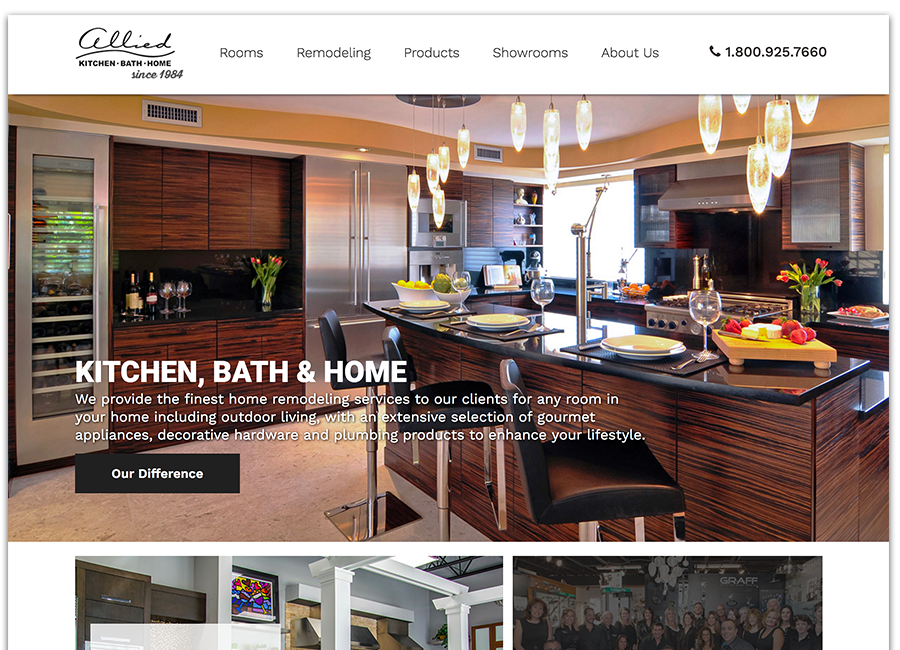 Allied
KITCHEN·BATH·HOME
since 1984
Rooms
Remodeling
Products
Showrooms
About Us
1.800.925.7660
KITCHEN, BATH & HOME
We provide the finest home remodeling services to our clients for any room in
your home including outdoor living, with an extensive selection of gourmet
appliances, decorative hardware and plumbing products to enhance your lifestyle.
Our Difference
GRAFF